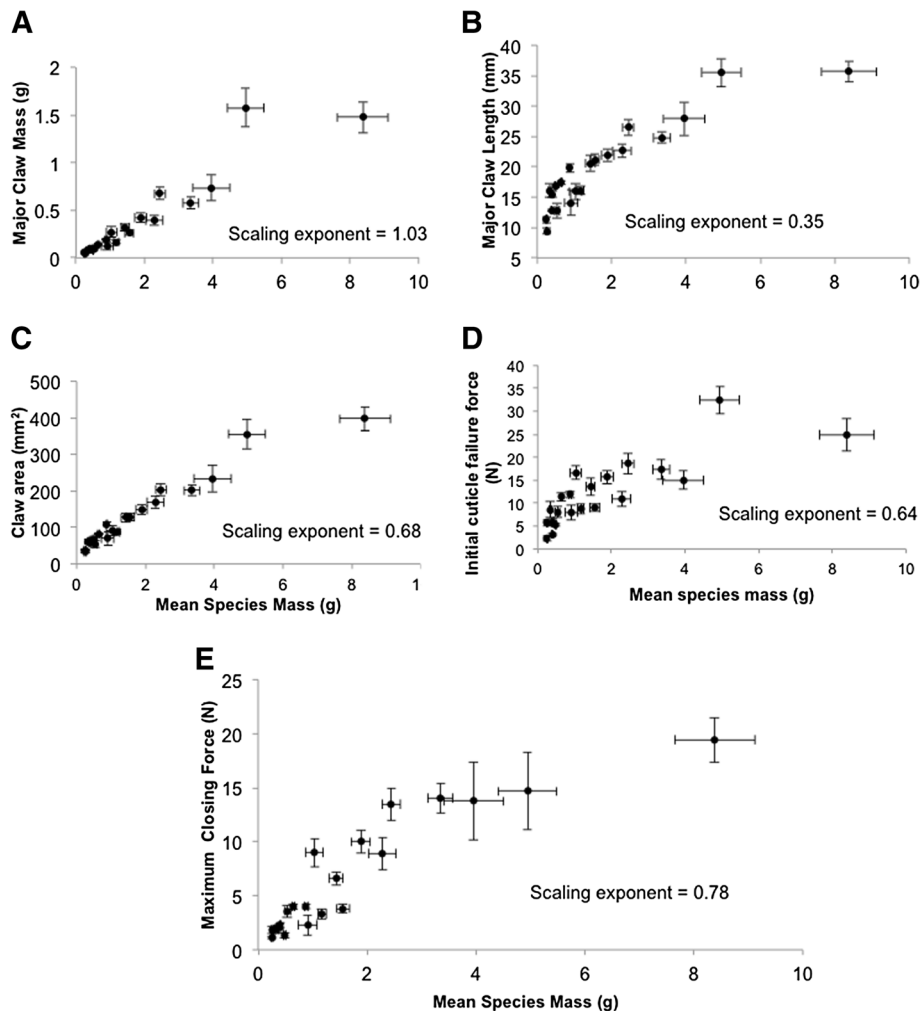 A
Major Claw Mass (g)
2
1.5
1
0.5
0
0 2 4 6 8 10
Scaling exponent = 1.03
B
Major Claw Length (mm)
40
35
30
25
20
15
10
5
0 2 4 6 8 10
Scaling exponent = 0.35
C
Claw area (mm²)
500
400
300
200
100
0
0 2 4 6 8 1
Scaling exponent = 0.68
Mean Species Mass (g)
D
Initial cuticle failure force
(N)
40
35
30
25
20
15
10
5
0
0 2 4 6 8 10
Scaling exponent = 0.64
Mean species mass (g)
E
Maximum Closing Force (N)
25
20
15
10
5
0
0 2 4 6 8 10
Scaling exponent = 0.78
Mean Species Mass (g)